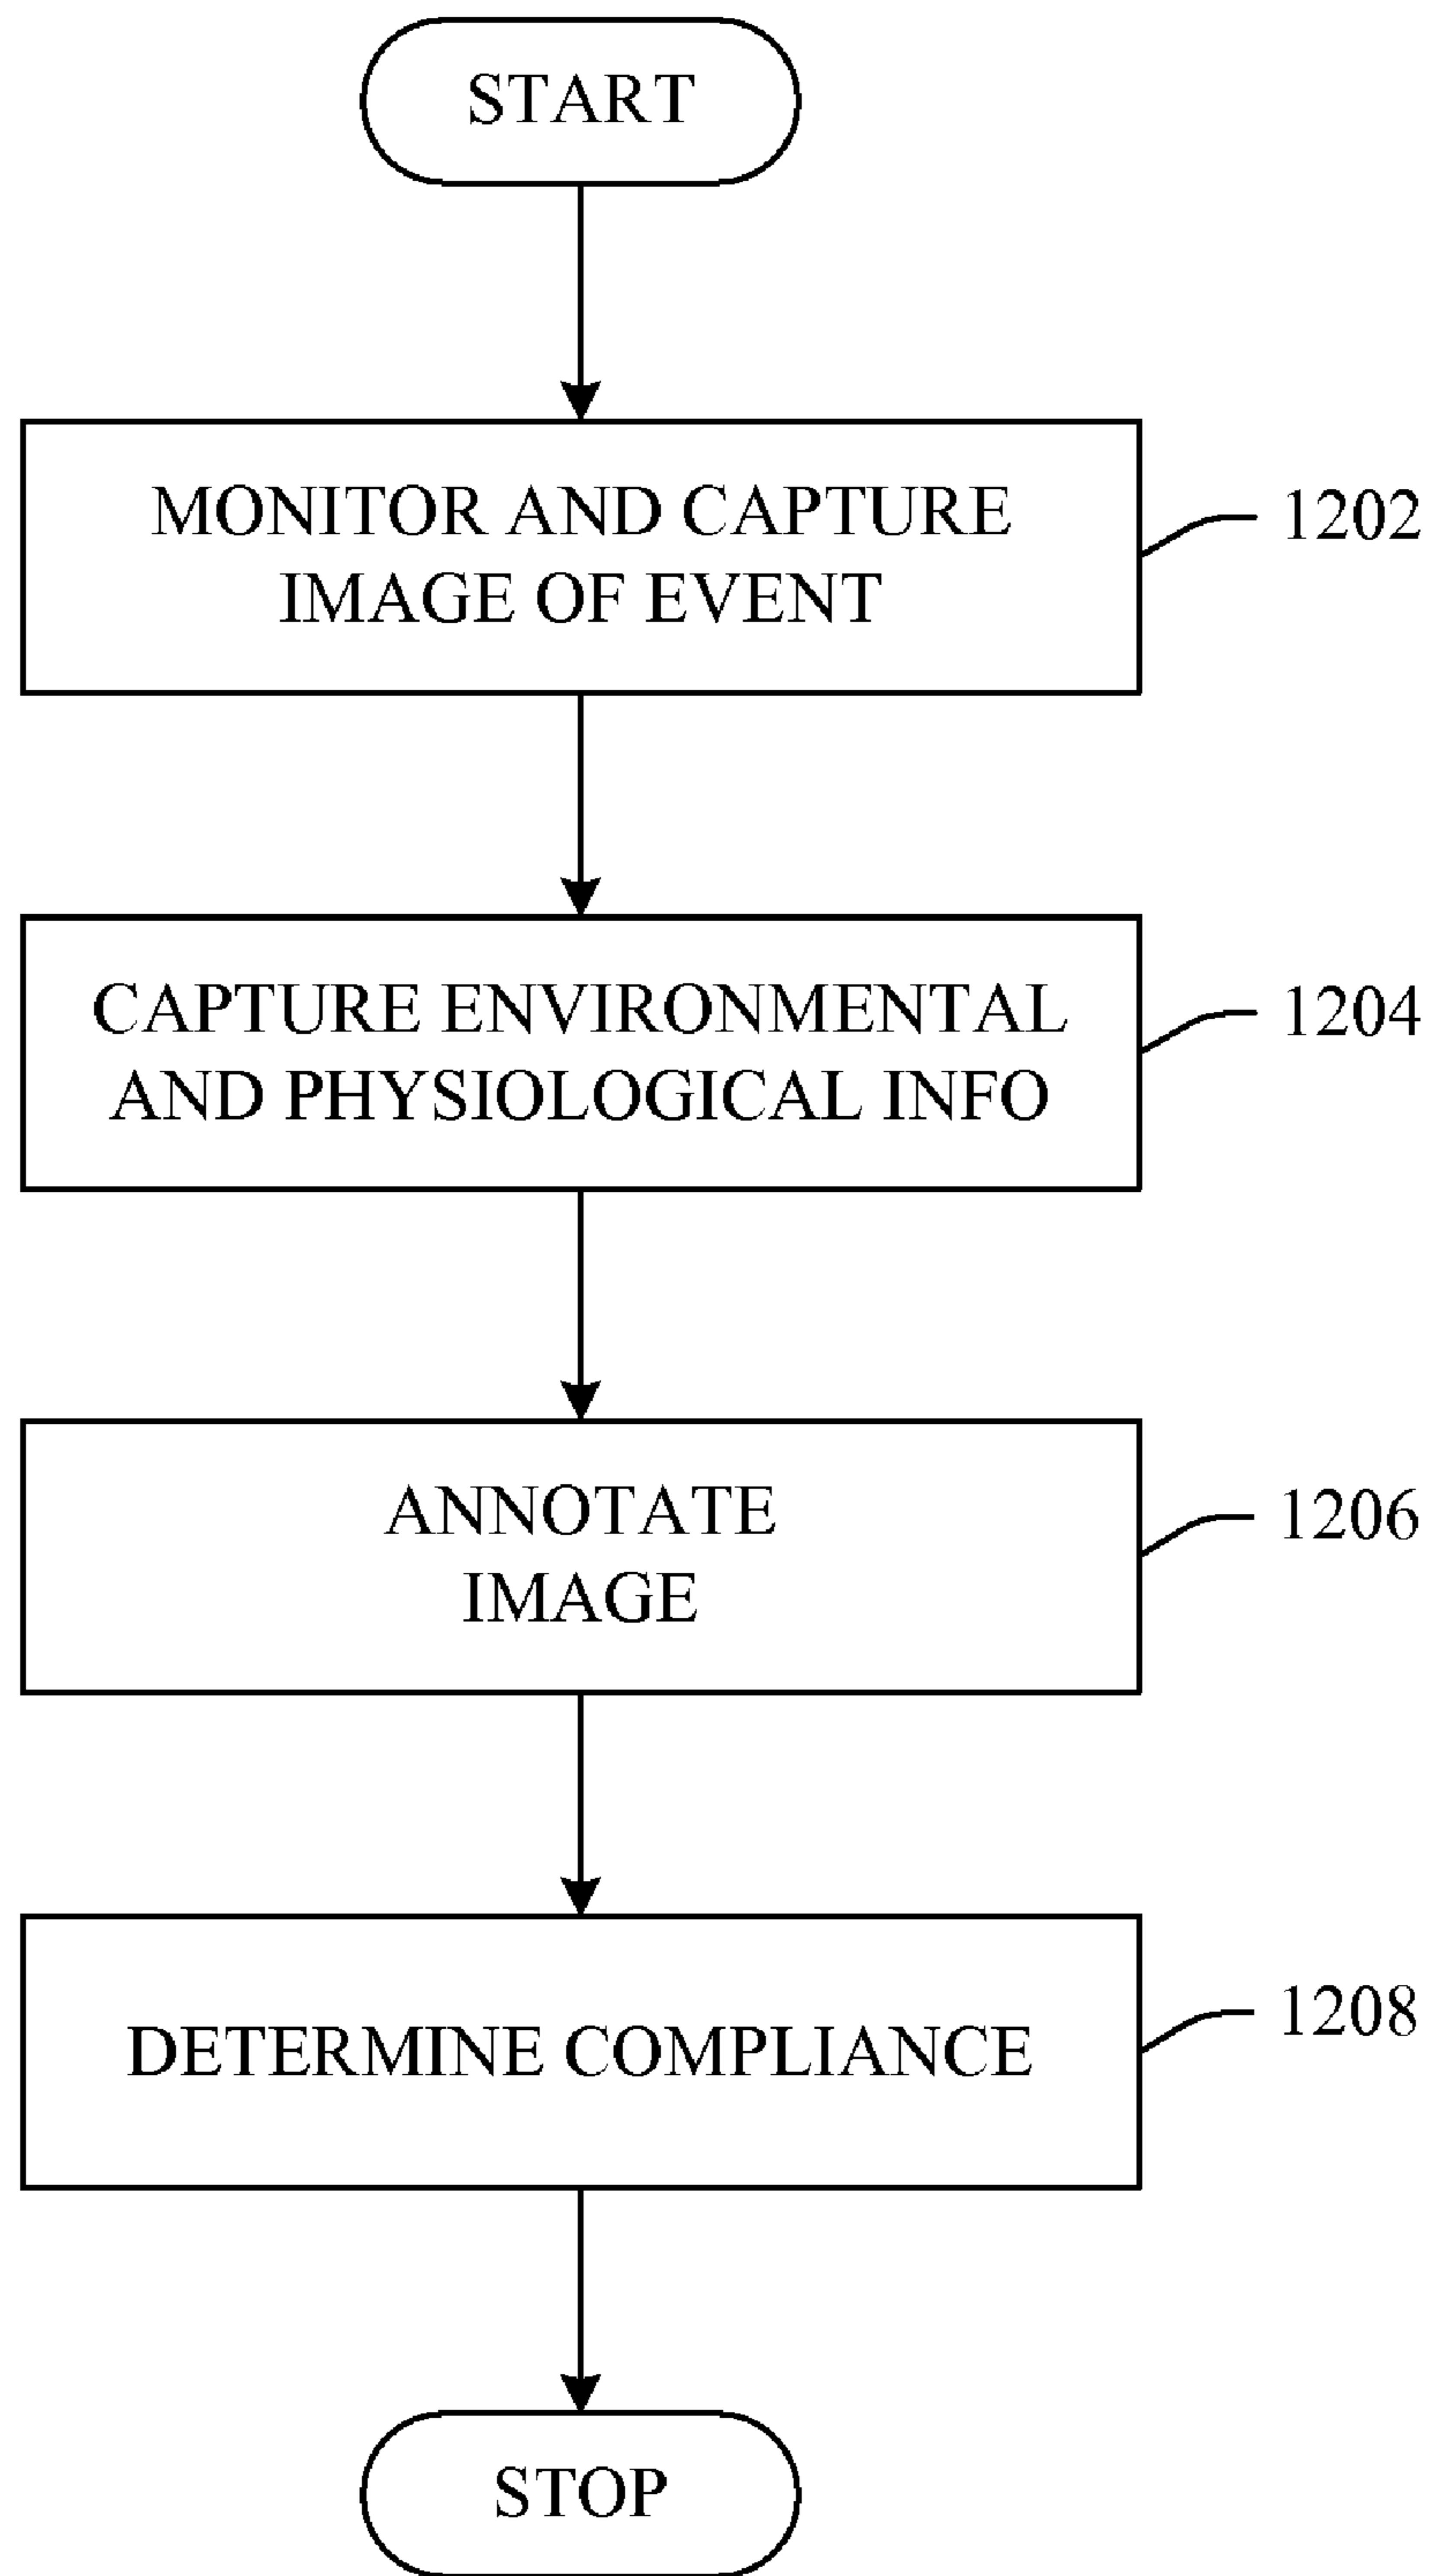 START
MONITOR AND CAPTURE
IMAGE OF EVENT
1202
CAPTURE ENVIRONMENTAL
AND PHYSIOLOGICAL INFO
1204
ANNOTATE
IMAGE
1206
DETERMINE COMPLIANCE
1208
STOP